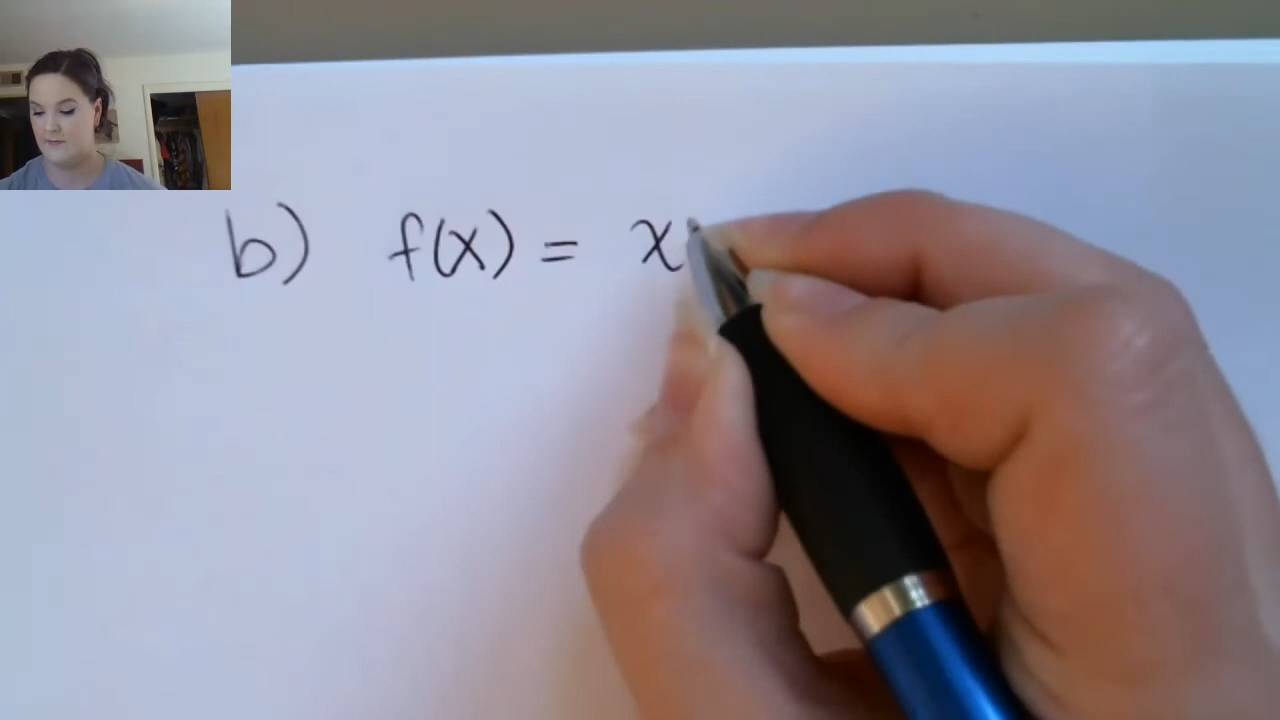 b) f(x) = x